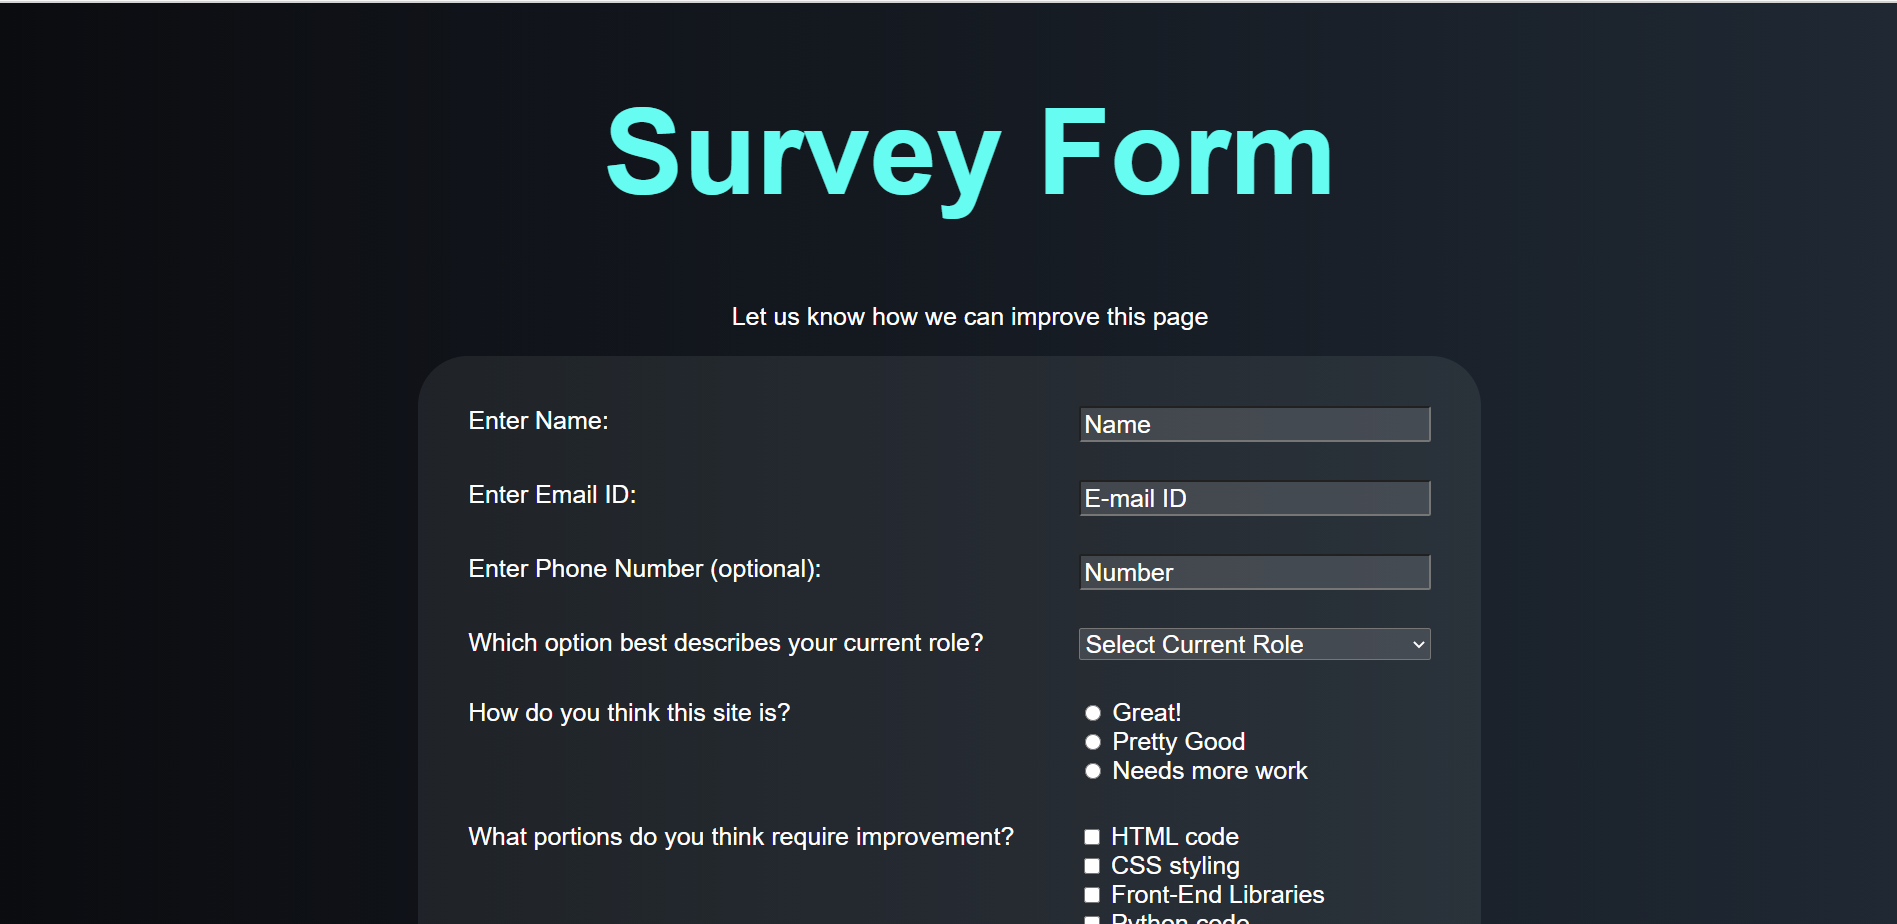 Survey Form
Let us know how we can improve this page
Enter Name:
Name
Enter Email ID:
E-mail ID
Enter Phone Number (optional):
Number
Which option best describes your current role?
Select Current Role
How do you think this site is?
Great!
Pretty Good
Needs more work
What portions do you think require improvement?
HTML code
CSS styling
Front-End Libraries
Python code